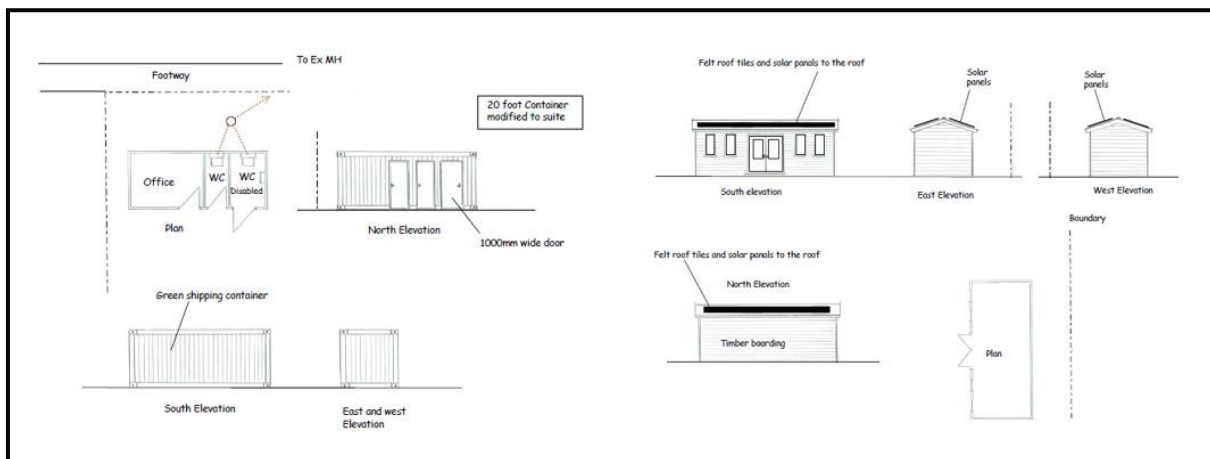 To Ex MH
Footway
20 foot Container
modified to suite
Office
WC
WC
Disabled
Plan
North Elevation
1000mm wide door
Green shipping container
South Elevation
East and west
Elevation
Felt roof tiles and solar panels to the roof
Solar
panels
Solar
panels
South elevation
East Elevation
West Elevation
Boundary
Felt roof tiles and solar panels to the roof
North Elevation
Timber boarding
Plan